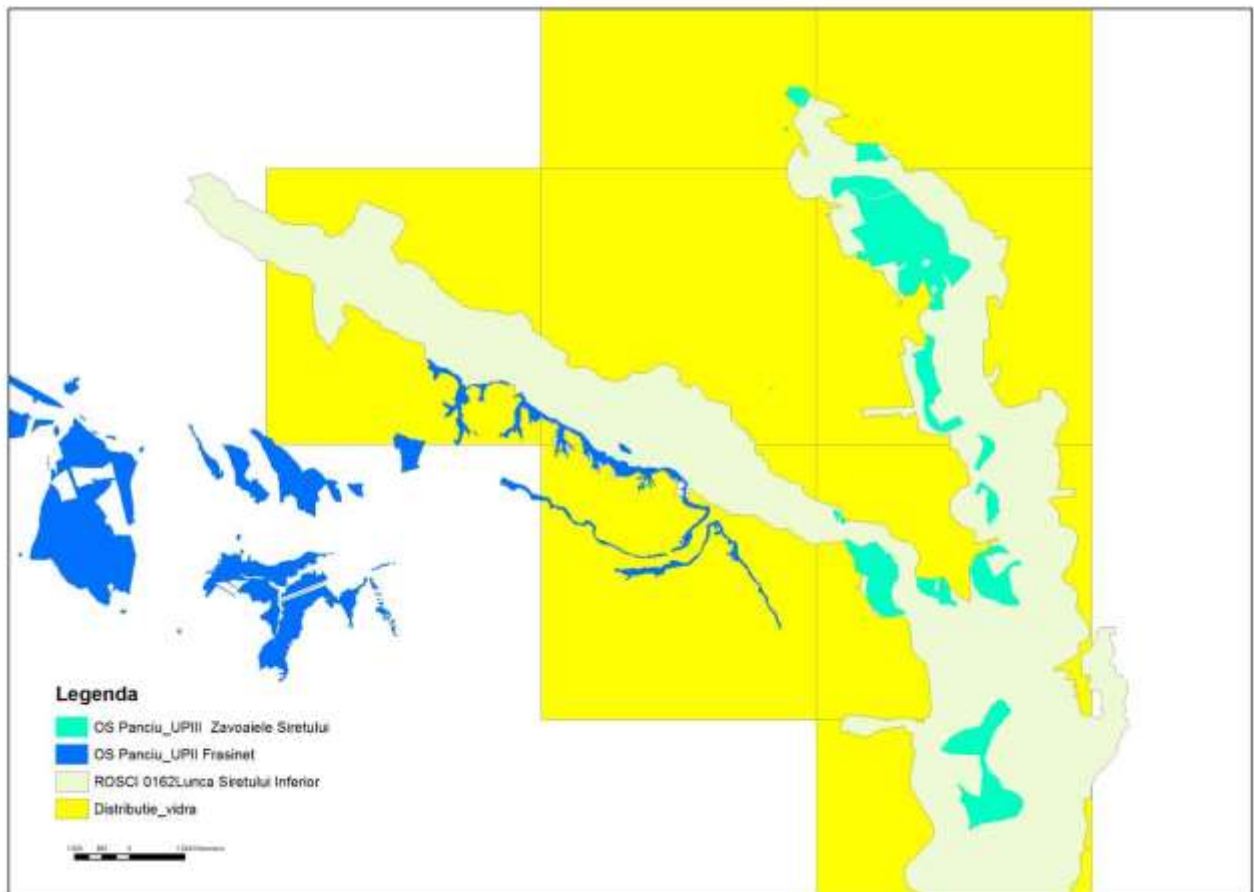 Legenda
OS Panciu_UPIII Zavoaiele Siretului
OS Panciu_UPII Frasinet
ROSCI 0162Lunca Siretului Inferior
Distributie_vidra